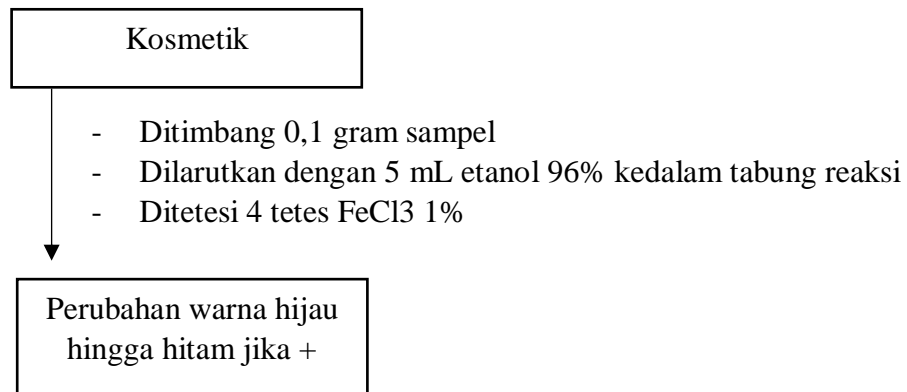 Kosmetik
- Ditimbang 0,1 gram sampel
- Dilarutkan dengan 5 mL etanol 96% kedalam tabung reaksi
- Ditetesi 4 tetes FeCl3 1%
Perubahan warna hijau
hingga hitam jika +